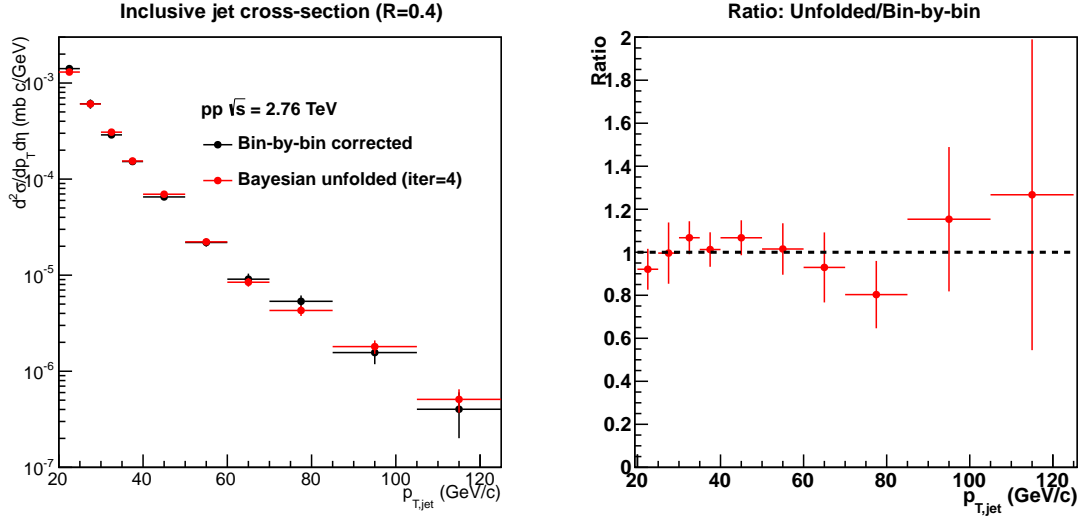 Inclusive jet cross-section (R=0.4)
d²σ/dp_T dη (mb c/GeV)
10⁻³
10⁻⁴
10⁻⁵
10⁻⁶
10⁻⁷
pp √s = 2.76 TeV
Bin-by-bin corrected
Bayesian unfolded (iter=4)
20 40 60 80 100 120
p_T,jet (GeV/c)
Ratio: Unfolded/Bin-by-bin
Ratio
2
1.8
1.6
1.4
1.2
1
0.8
0.6
0.4
0.2
0
20 40 60 80 100 120
p_T,jet (GeV/c)